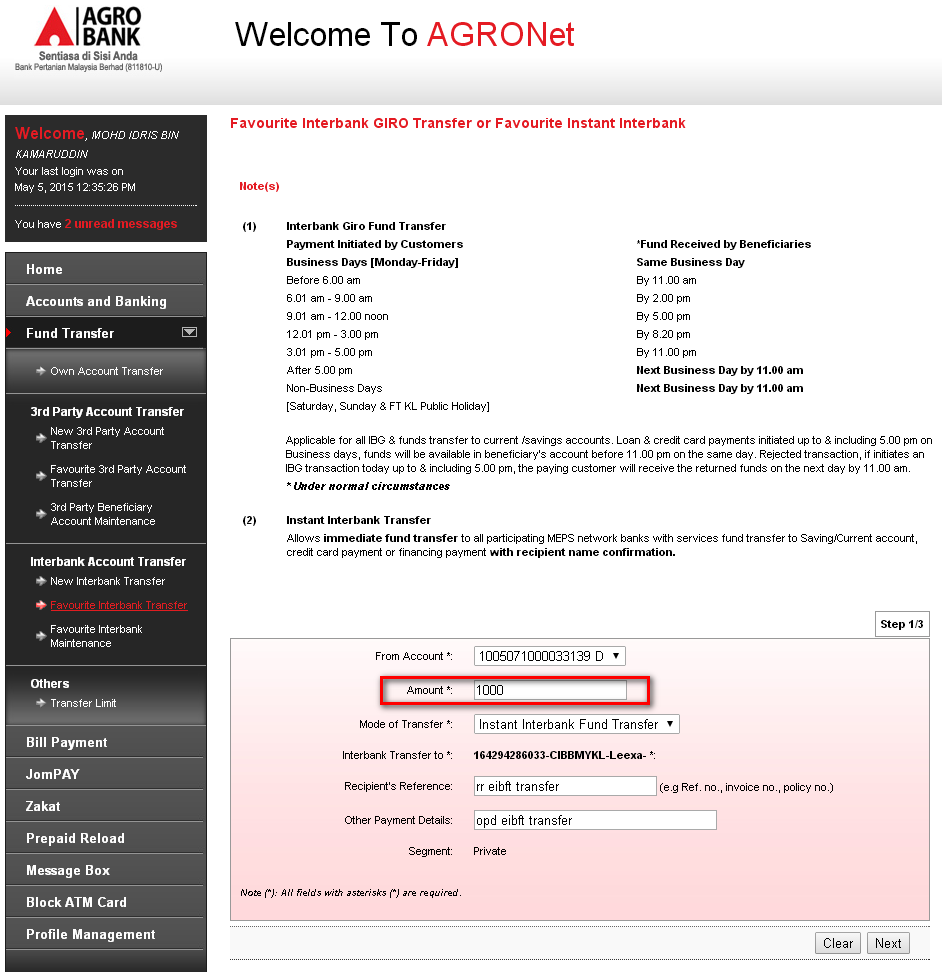 AGRO
BANK
Sentiasa di Sisi Anda
Bank Pertanian Malaysia Berhad (811810-U)
Welcome To AGRONet
Welcome, MOHD IDRIS BIN
KAMARUDDIN
Your last login was on
May 5, 2015 12:35:26 PM
You have 2 unread messages
Home
Accounts and Banking
Fund Transfer
Own Account Transfer
3rd Party Account Transfer
New 3rd Party Account
Transfer
Favourite 3rd Party Account
Transfer
3rd Party Beneficiary
Account Maintenance
Interbank Account Transfer
New Interbank Transfer
Favourite Interbank Transfer
Favourite Interbank
Maintenance
Others
Transfer Limit
Bill Payment
JomPAY
Zakat
Prepaid Reload
Message Box
Block ATM Card
Profile Management
Favourite Interbank GIRO Transfer or Favourite Instant Interbank
Note(s)
(1) Interbank Giro Fund Transfer
Payment Initiated by Customers *Fund Received by Beneficiaries
Business Days [Monday-Friday] Same Business Day
Before 6.00 am By 11.00 am
6.01 am - 9.00 am By 2.00 pm
9.01 am - 12.00 noon By 5.00 pm
12.01 pm - 3.00 pm By 8.20 pm
3.01 pm - 5.00 pm By 11.00 pm
After 5.00 pm Next Business Day by 11.00 am
Non-Business Days Next Business Day by 11.00 am
[Saturday, Sunday & FT KL Public Holiday]
Applicable for all IBG & funds transfer to current /savings accounts. Loan & credit card payments initiated up to & including 5.00 pm on
Business days, funds will be available in beneficiary's account before 11.00 pm on the same day. Rejected transaction, if initiates an
IBG transaction today up to & including 5.00 pm, the paying customer will receive the returned funds on the next day by 11.00 am.
* Under normal circumstances
(2) Instant Interbank Transfer
Allows immediate fund transfer to all participating MEPS network banks with services fund transfer to Saving/Current account,
credit card payment or financing payment with recipient name confirmation.
Step 1/3
From Account *: 1005071000033139 D
Amount *: 1000
Mode of Transfer *: Instant Interbank Fund Transfer
Interbank Transfer to *: 164294286033-CIBBMYKL-Leexa- *:
Recipient's Reference: rr eibft transfer (e.g Ref. no., invoice no., policy no.)
Other Payment Details: opd eibft transfer
Segment: Private
Note (*): All fields with asterisks (*) are required.
Clear Next